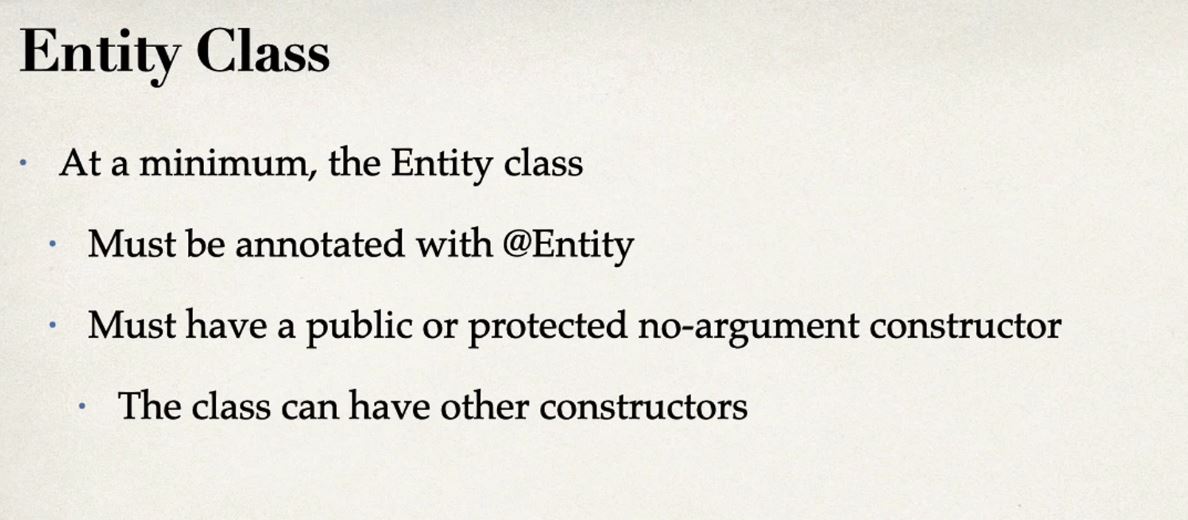 Entity Class
• At a minimum, the Entity class
• Must be annotated with @Entity
• Must have a public or protected no-argument constructor
• The class can have other constructors